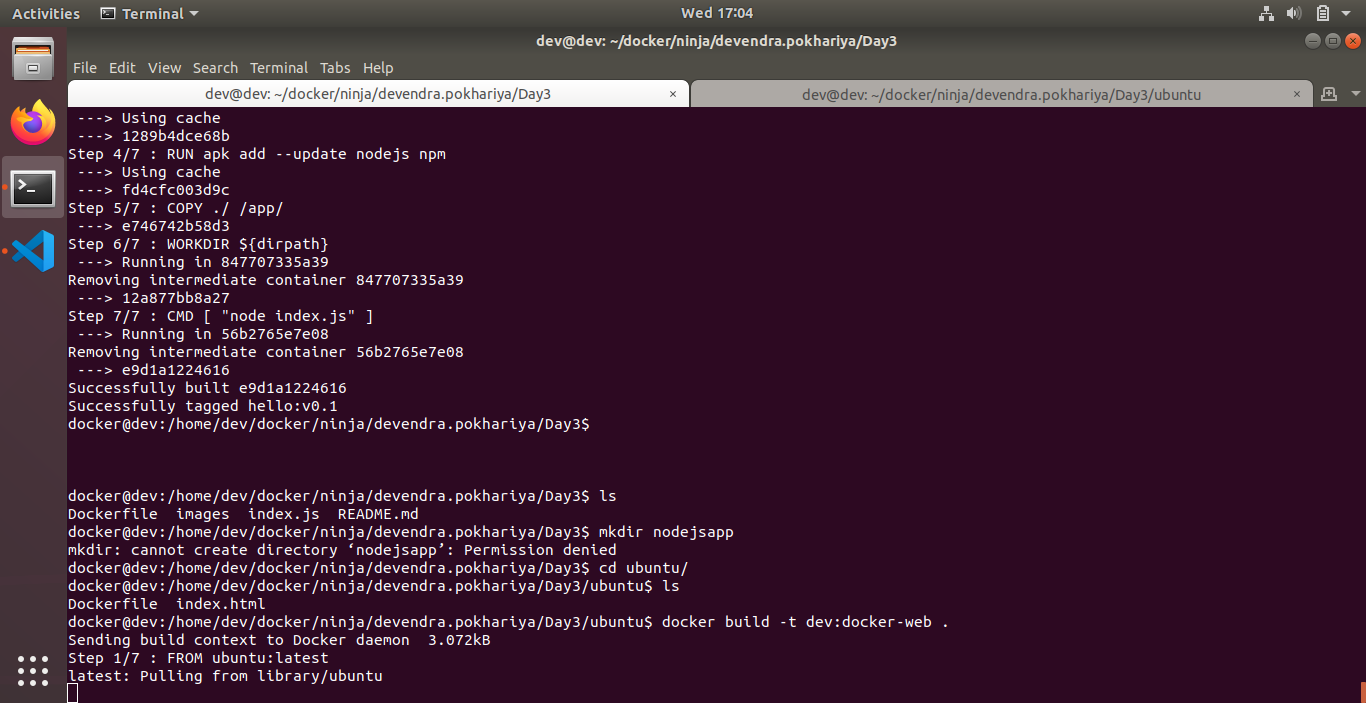 Activities Terminal Wed 17:04
dev@dev: ~/docker/ninja/devendra.pokhariya/Day3
File Edit View Search Terminal Tabs Help
dev@dev: ~/docker/ninja/devendra.pokhariya/Day3 × dev@dev: ~/docker/ninja/devendra.pokhariya/Day3/ubuntu ×
---> Using cache
---> 1289b4dce68b
Step 4/7 : RUN apk add --update nodejs npm
---> Using cache
---> fd4cfc003d9c
Step 5/7 : COPY ./ /app/
---> e746742b58d3
Step 6/7 : WORKDIR ${dirpath}
---> Running in 847707335a39
Removing intermediate container 847707335a39
---> 12a877bb8a27
Step 7/7 : CMD [ "node index.js" ]
---> Running in 56b2765e7e08
Removing intermediate container 56b2765e7e08
---> e9d1a1224616
Successfully built e9d1a1224616
Successfully tagged hello:v0.1
docker@dev:/home/dev/docker/ninja/devendra.pokhariya/Day3$
docker@dev:/home/dev/docker/ninja/devendra.pokhariya/Day3$ ls
Dockerfile  images  index.js  README.md
docker@dev:/home/dev/docker/ninja/devendra.pokhariya/Day3$ mkdir nodejsapp
mkdir: cannot create directory ‘nodejsapp’: Permission denied
docker@dev:/home/dev/docker/ninja/devendra.pokhariya/Day3$ cd ubuntu/
docker@dev:/home/dev/docker/ninja/devendra.pokhariya/Day3/ubuntu$ ls
Dockerfile  index.html
docker@dev:/home/dev/docker/ninja/devendra.pokhariya/Day3/ubuntu$ docker build -t dev:docker-web .
Sending build context to Docker daemon  3.072kB
Step 1/7 : FROM ubuntu:latest
latest: Pulling from library/ubuntu